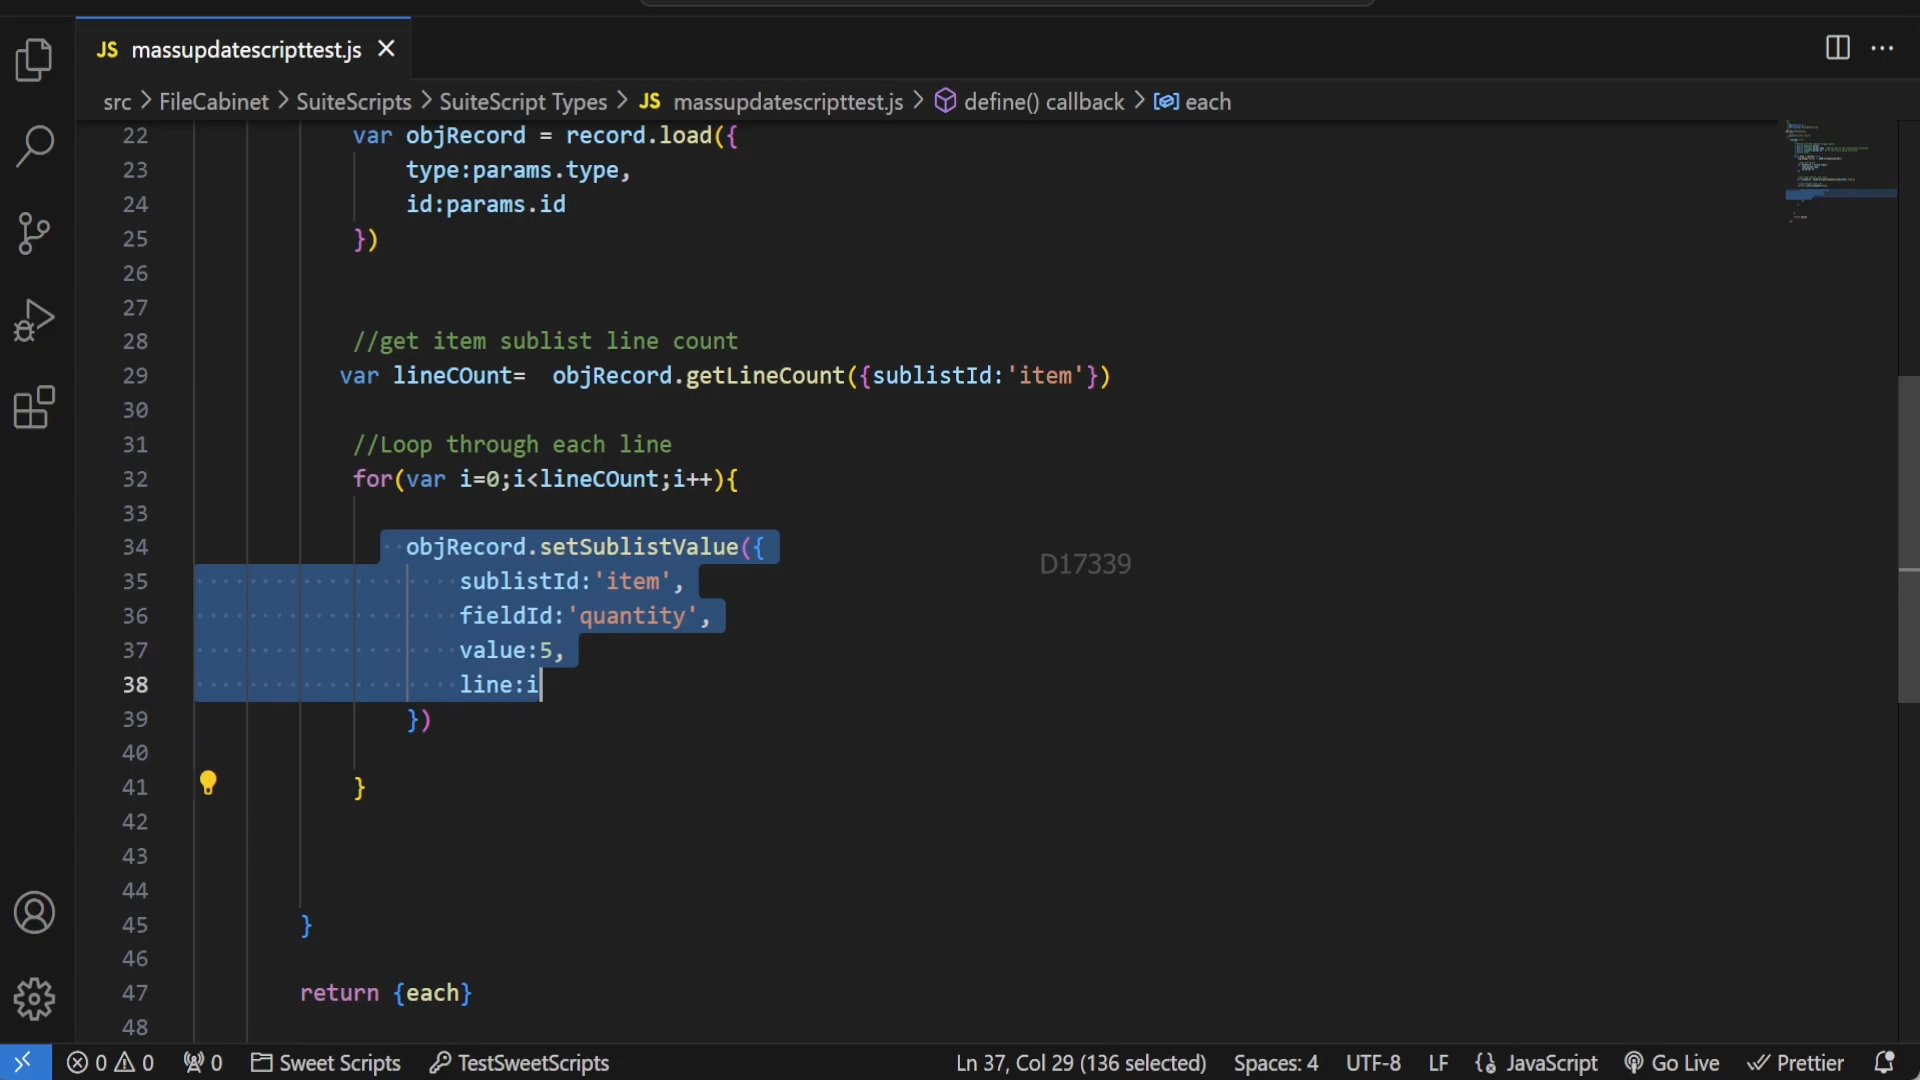 JS massupdatescripttest.js
src > FileCabinet > SuiteScripts > SuiteScript Types > JS massupdatescripttest.js > define() callback > each
22 var objRecord = record.load({
23 type:params.type,
24 id:params.id
25 })
26
27
28 //get item sublist line count
29 var lineCOunt= objRecord.getLineCount({sublistId:'item'})
30
31 //Loop through each line
32 for(var i=0;i<lineCOunt;i++){
33
34 objRecord.setSublistValue({
35 sublistId:'item',
36 fieldId:'quantity',
37 value:5,
38 line:i
39 })
40
41 }
42
43
44
45 }
46
47 return {each}
48
D17339
0 0 0 Sweet Scripts TestSweetScripts Ln 37, Col 29 (136 selected) Spaces: 4 UTF-8 LF JavaScript Go Live Prettier